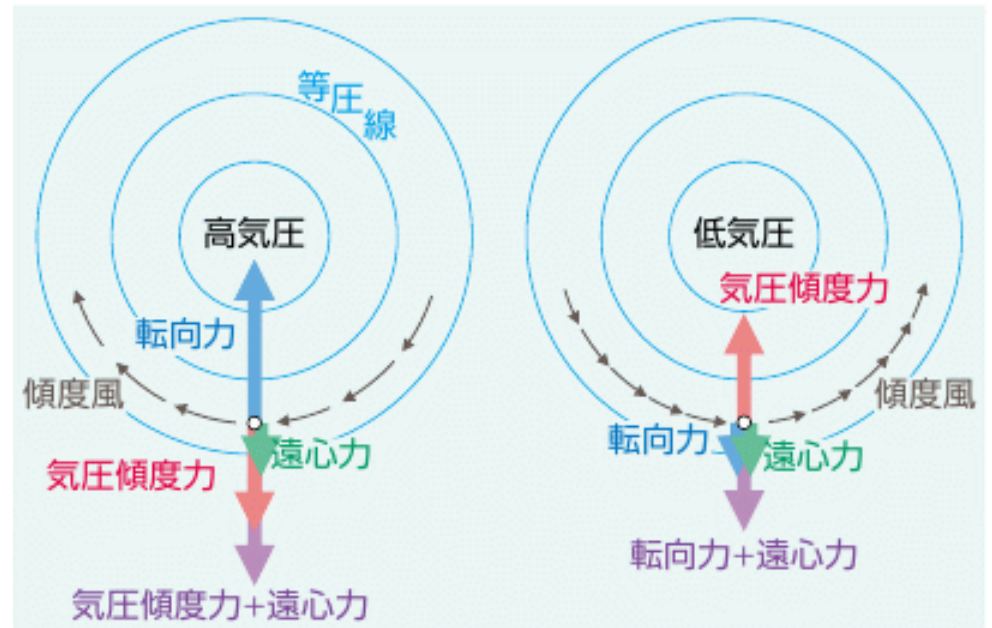 等圧線
高気圧
転向力
傾度風
遠心力
気圧傾度力
気圧傾度力+遠心力
低気圧
気圧傾度力
傾度風
転向力
遠心力
転向力+遠心力